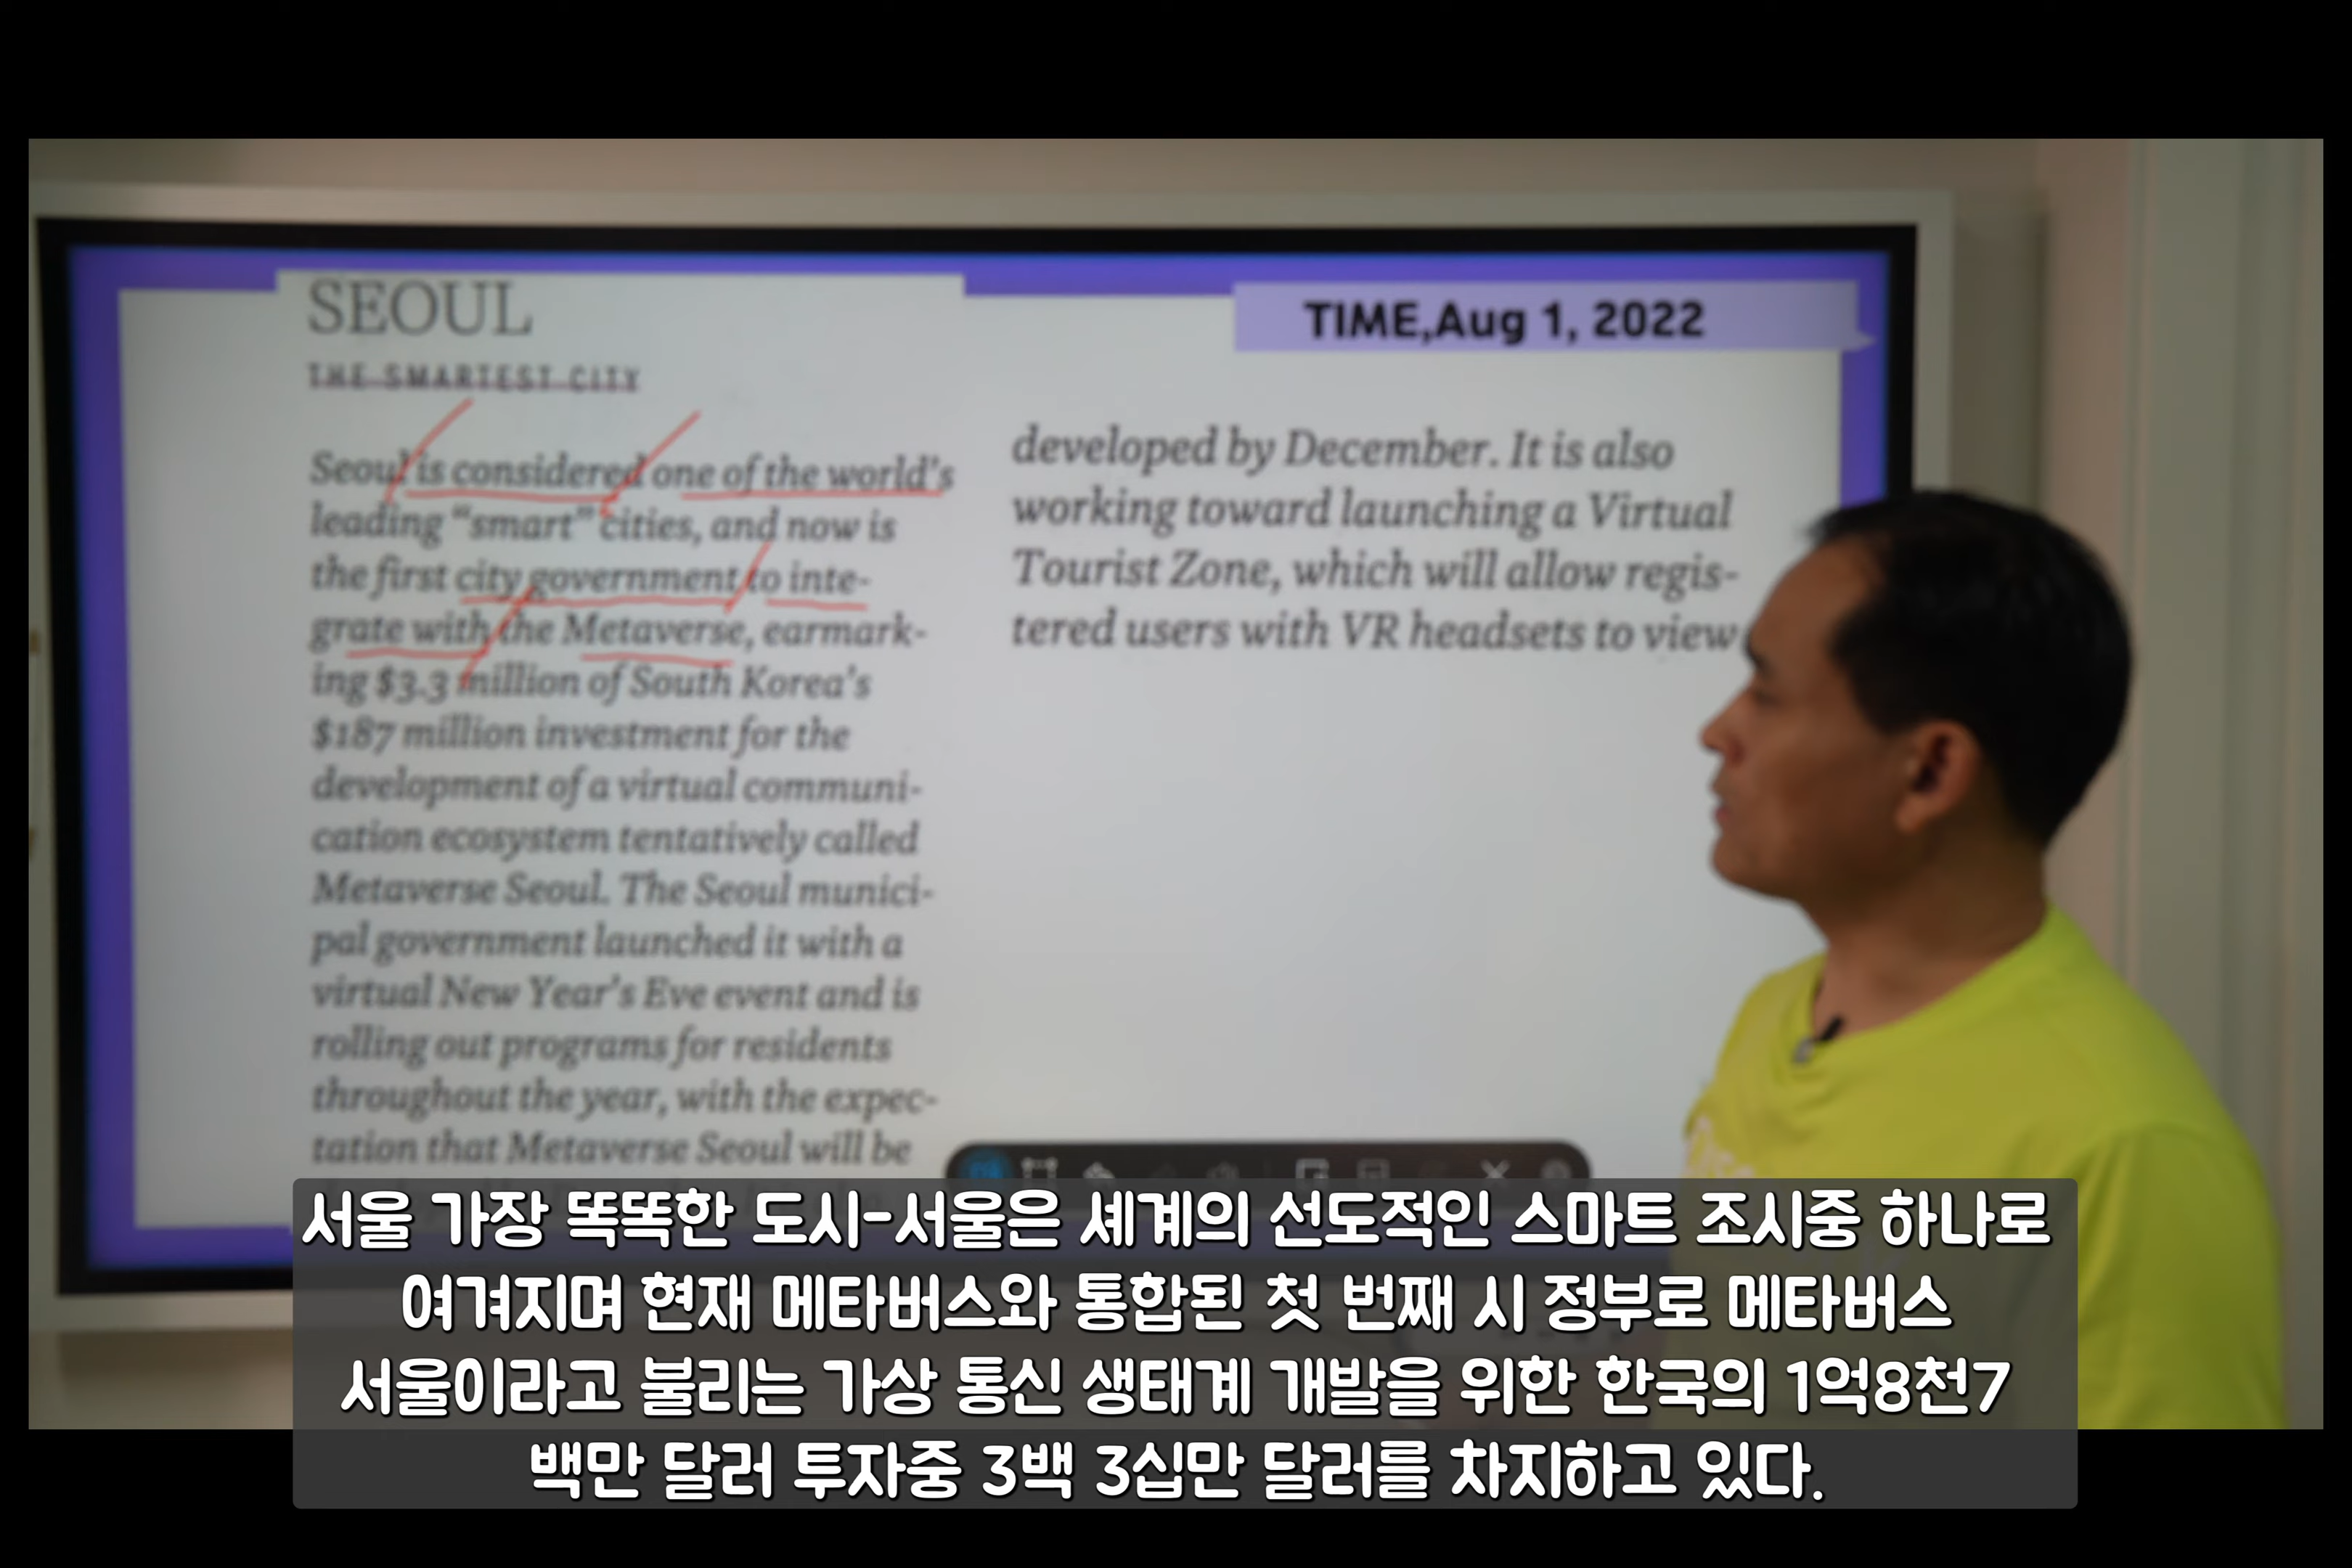 SEOUL
THE SMARTEST CITY
TIME,Aug 1, 2022
Seoul is considered one of the world's
leading “smart” cities, and now is
the first city government to inte-
grate with the Metaverse, earmark-
ing $3.3 million of South Korea's
$187 million investment for the
development of a virtual communi-
cation ecosystem tentatively called
Metaverse Seoul. The Seoul munici-
pal government launched it with a
virtual New Year's Eve event and is
rolling out programs for residents
throughout the year, with the expec-
tation that Metaverse Seoul will be
developed by December. It is also
working toward launching a Virtual
Tourist Zone, which will allow regis-
tered users with VR headsets to view
서울 가장 똑똑한 도시-서울은 셰계의 선도적인 스마트 조시중 하나로
여겨지며 현재 메타버스와 통합된 첫 번째 시 정부로 메타버스
서울이라고 불리는 가상 통신 생태계 개발을 위한 한국의 1억8천7
백만 달러 투자중 3백 3십만 달러를 차지하고 있다.